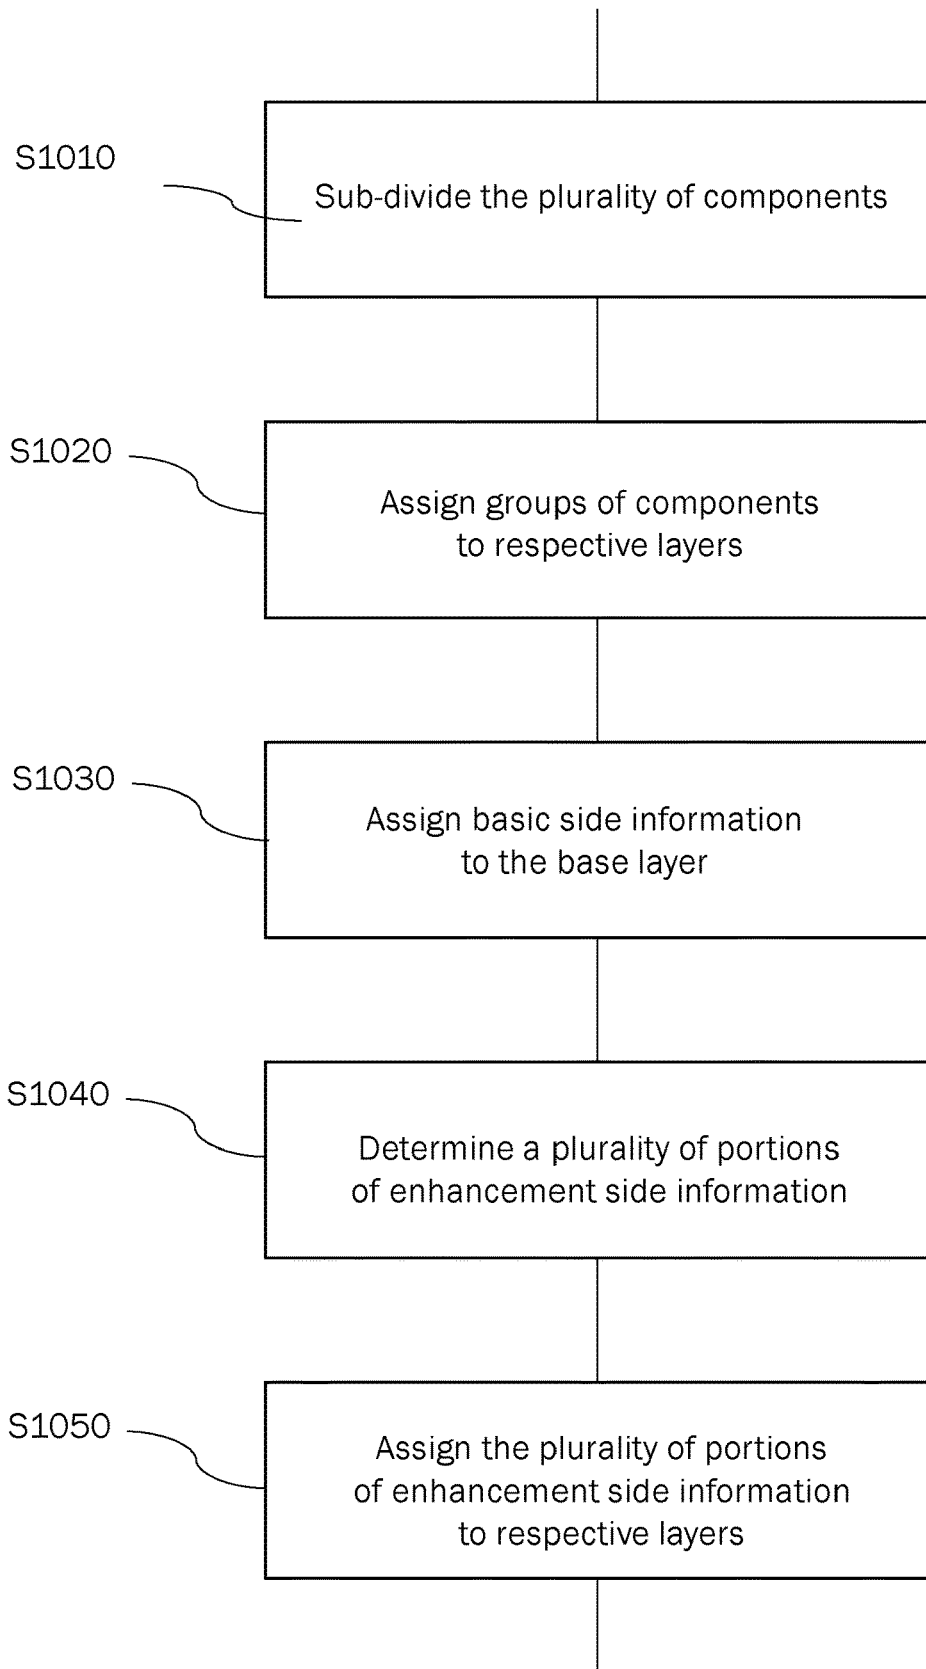 S1010
Sub-divide the plurality of components
S1020
Assign groups of components
to respective layers
S1030
Assign basic side information
to the base layer
S1040
Determine a plurality of portions
of enhancement side information
S1050
Assign the plurality of portions
of enhancement side information
to respective layers